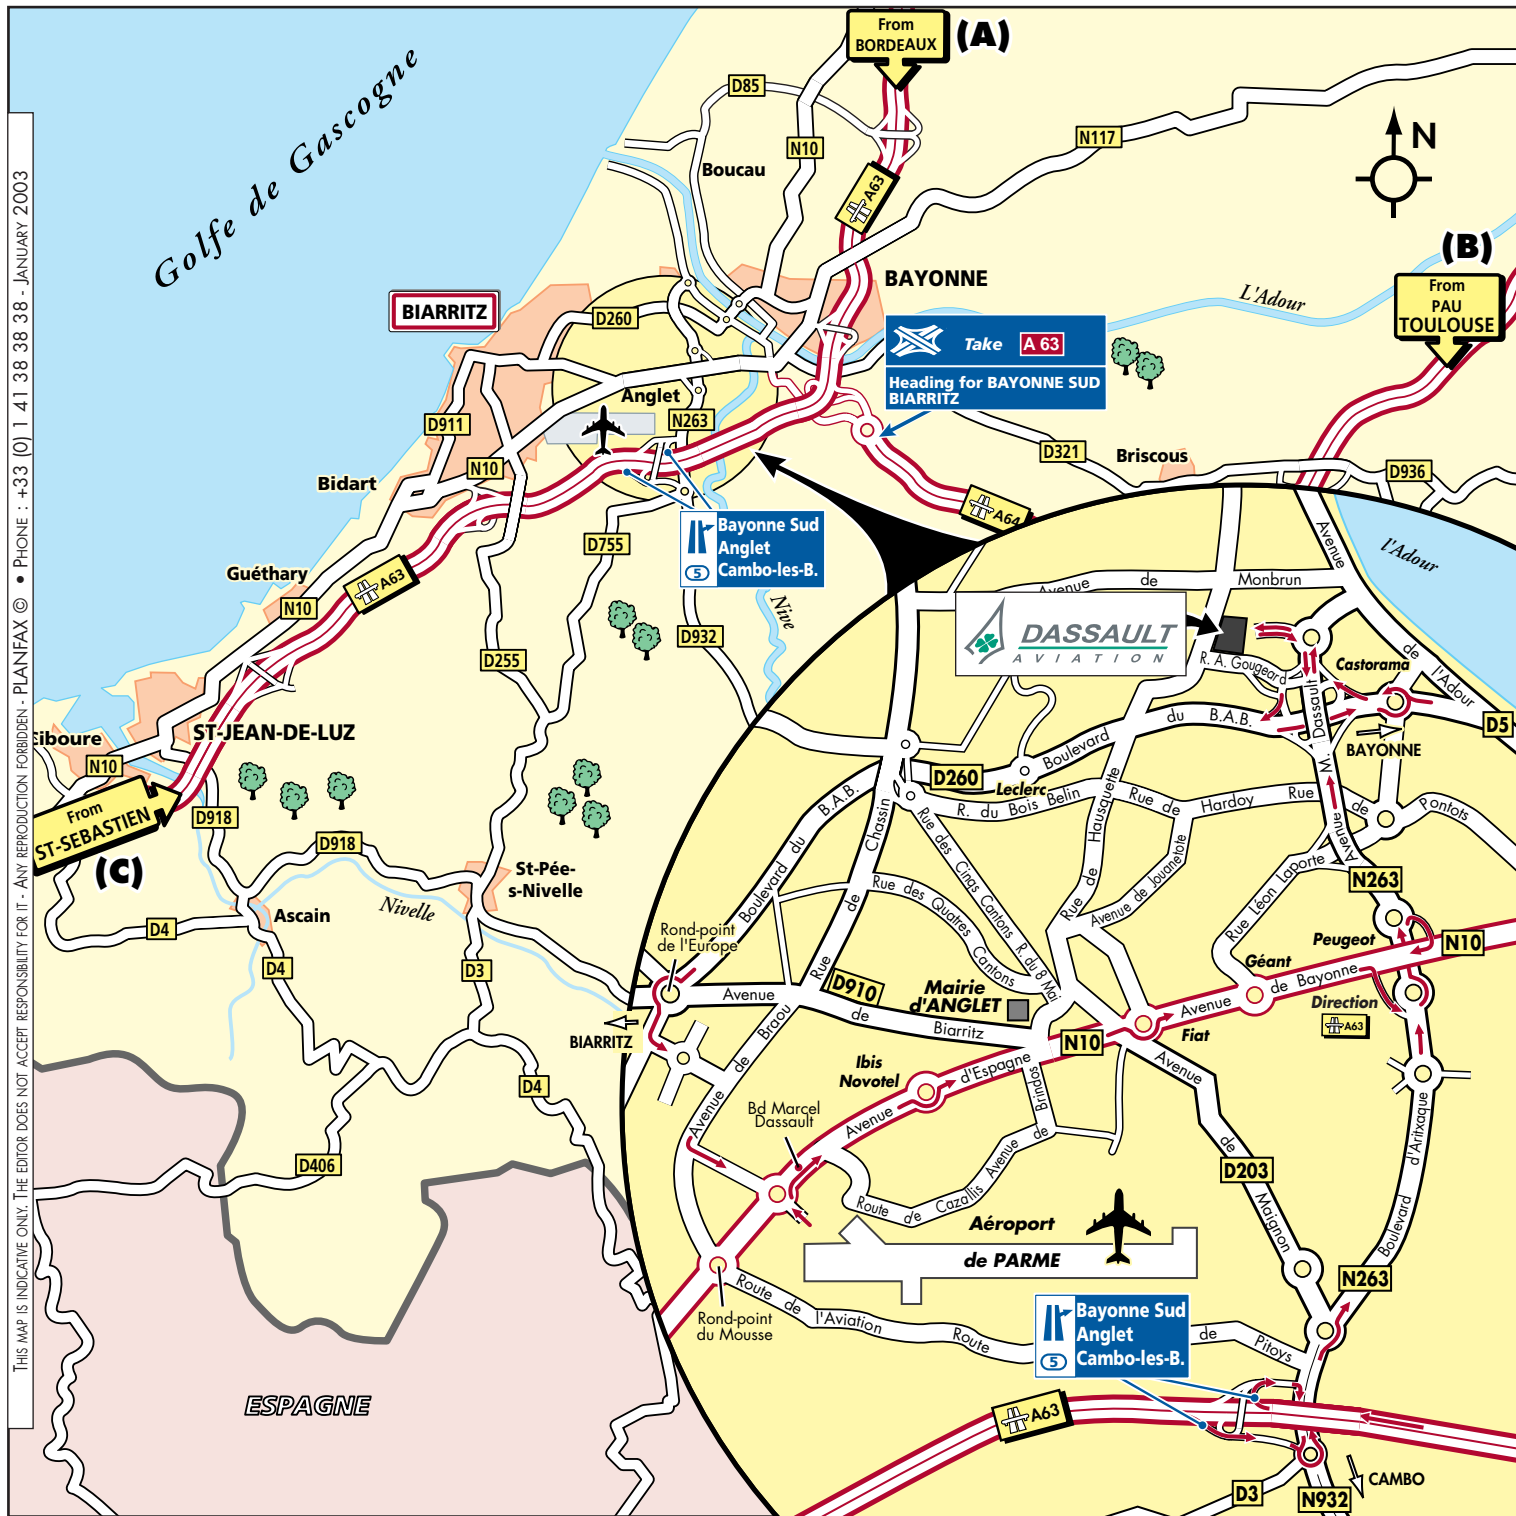 From
BORDEAUX
(A)
D85
N10
N117
N
Boucau
A63
Golfe de Gascogne
(B)
From
PAU
TOULOUSE
BAYONNE
L'Adour
BIARRITZ
D260
Take A 63
Heading for BAYONNE SUD
BIARRITZ
Anglet
N263
D911
D321
Briscous
D936
N10
Bidart
A64
Bayonne Sud
Anglet
Cambo-les-B.
5
D755
Guéthary
A63
N10
Nive
D932
D255
ST-JEAN-DE-LUZ
Ciboure
N10
From
ST-SEBASTIEN
(C)
D918
D918
St-Pée-
s-Nivelle
Nivelle
Ascain
D4
D4
D3
D4
D406
ESPAGNE
THIS MAP IS INDICATIVE ONLY. THE EDITOR DOES NOT ACCEPT RESPONSIBILITY FOR IT - ANY REPRODUCTION FORBIDDEN - PLANFAX © • PHONE : +33 (0) 1 41 38 38 38 - JANUARY 2003
Avenue de l'Adour
l'Adour
Avenue de Monbrun
DASSAULT
AVIATION
R. A. Gougeard
Castorama
D5
BAYONNE
Boulevard du B.A.B.
Avenue M. Dassault
D260
Leclerc
R. du Bois Belin
Rue de Hardoy
Rue de Pontots
Boulevard du B.A.B.
Rue de Chassin
Rue des Cinqs Cantons
R. du 8 Mai
Rue de Hausquette
Avenue de Jouanetote
Rue Léon Laporte
N263
Rue des Quatres Cantons
Rond-point
de l'Europe
Peugeot
N10
Géant
Avenue de Bayonne
Direction
A63
D910
Mairie
d'ANGLET
Avenue de Biarritz
BIARRITZ
N10
Fiat
Ibis
Novotel
Avenue d'Espagne
Avenue de Braou
Bd Marcel
Dassault
Avenue de Brindos
Route de Cazallis
Avenue de Maignon
D203
Boulevard d'Aritxaque
Aéroport
de PARME
N263
Rond-point
du Mousse
Route de l'Aviation
Route de Pitoys
Bayonne Sud
Anglet
Cambo-les-B.
5
A63
CAMBO
D3
N932